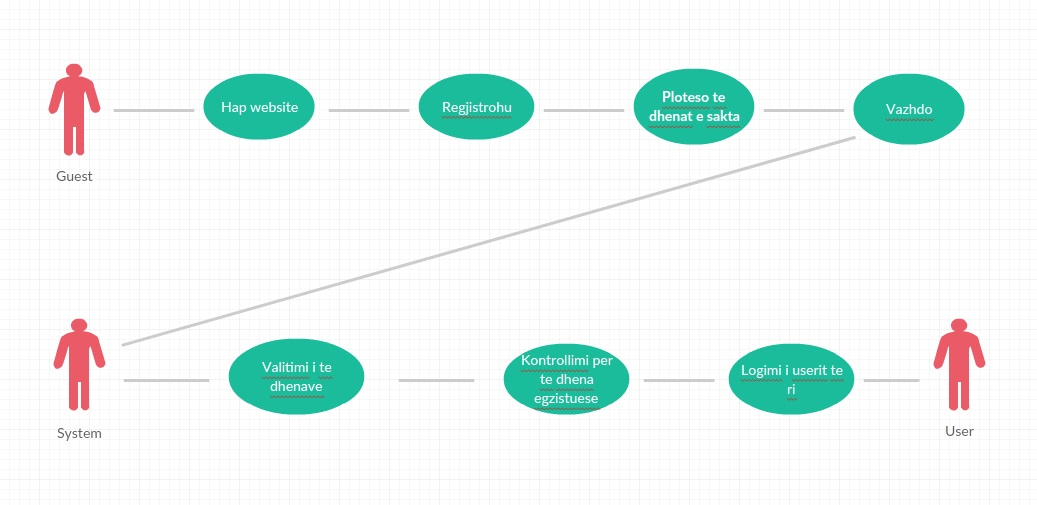 Hap website
Regjistrohu
Ploteso te
dhenat e sakta
Vazhdo
Guest
Valitimi i te
dhenave
Kontrollimi per
te dhena
egzistuese
Logimi i userit te
ri
System
User